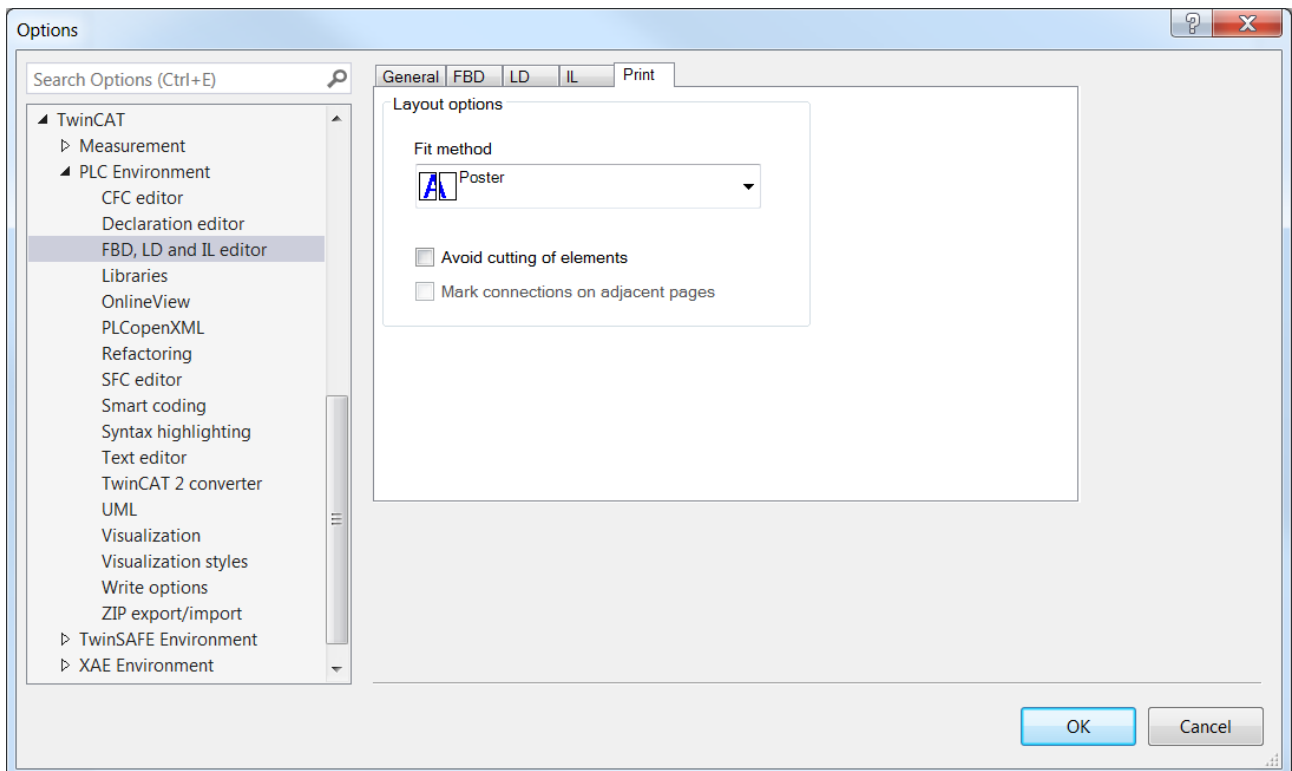 Options
Search Options (Ctrl+E)
TwinCAT
Measurement
PLC Environment
CFC editor
Declaration editor
FBD, LD and IL editor
Libraries
OnlineView
PLCopenXML
Refactoring
SFC editor
Smart coding
Syntax highlighting
Text editor
TwinCAT 2 converter
UML
Visualization
Visualization styles
Write options
ZIP export/import
TwinSAFE Environment
XAE Environment
General FBD LD IL Print
Layout options
Fit method
A Poster
Avoid cutting of elements
Mark connections on adjacent pages
OK Cancel